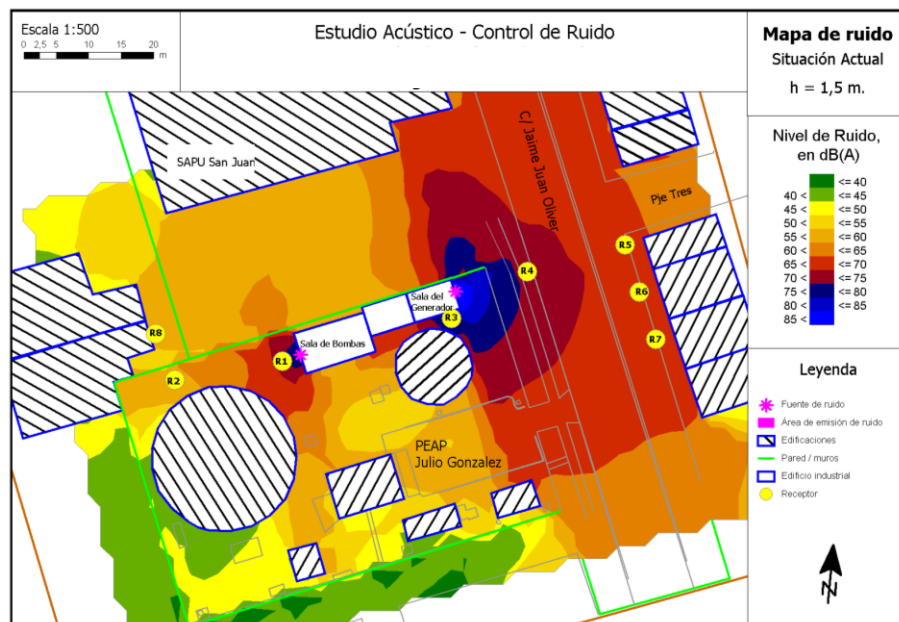 Escala 1:500
0 2,5 5 10 15 20
m
Estudio Acústico - Control de Ruido
Mapa de ruido
Situación Actual
h = 1,5 m.
Nivel de Ruido,
en dB(A)
<= 40
40 < <= 45
45 < <= 50
50 < <= 55
55 < <= 60
60 < <= 65
65 < <= 70
70 < <= 75
75 < <= 80
80 < <= 85
85 <
Leyenda
Fuente de ruido
Área de emisión de ruido
Edificaciones
Pared / muros
Edificio industrial
Receptor
N
SAPU San Juan
C/ Jaime Juan Oliver
Pje Tres
R5
R4
R6
Sala del
Generador
R3
R8
Sala de Bombas
R7
R1
R2
PEAP
Julio Gonzalez